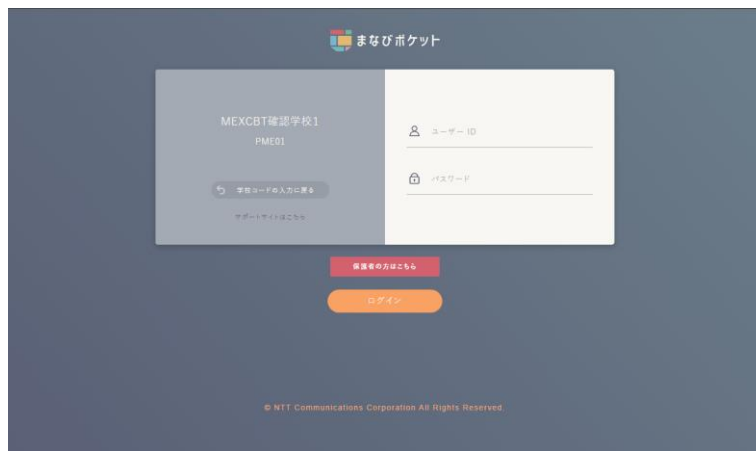 まなびポケット
MEXCBT確認学校1
PME01
学校コードの入力に戻る
サポートサイトはこちら
ユーザー ID
パスワード
保護者の方はこちら
ログイン
© NTT Communications Corporation All Rights Reserved